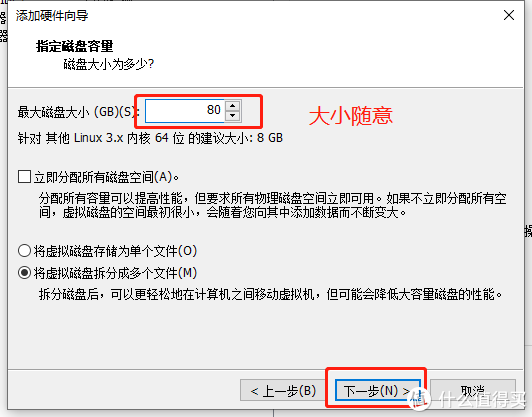 添加硬件向导
指定磁盘容量
磁盘大小为多少?
最大磁盘大小 (GB)(S): 80
大小随意
针对 其他 Linux 3.x 内核 64 位 的建议大小: 8 GB
立即分配所有磁盘空间(A)。
分配所有容量可以提高性能，但要求所有物理磁盘空间立即可用。如果不立即分配所有空
间，虚拟磁盘的空间最初很小，会随着您向其中添加数据而不断变大。
将虚拟磁盘存储为单个文件(O)
将虚拟磁盘拆分成多个文件(M)
拆分磁盘后，可以更轻松地在计算机之间移动虚拟机，但可能会降低大容量磁盘的性能。
< 上一步(B) 下一步(N) > 取消
值 什么值得买